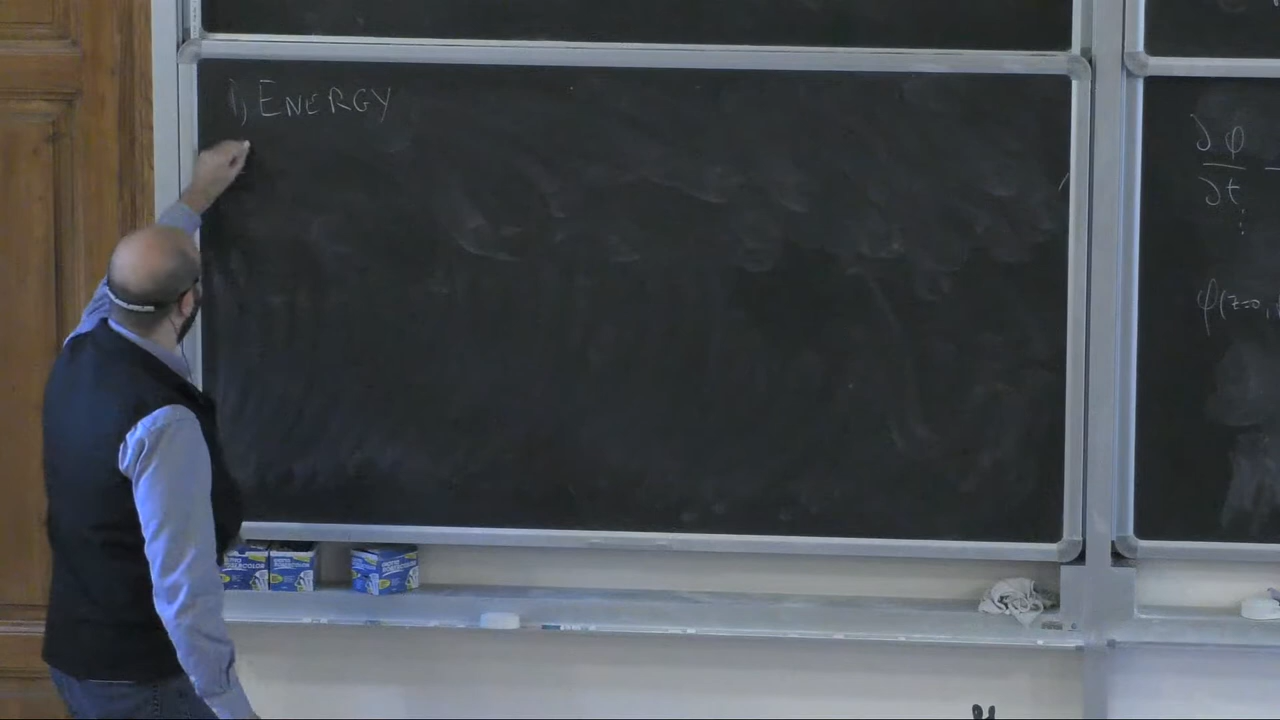 1) ENERGY
∂φ
∂t
⋮
φ(z=0,